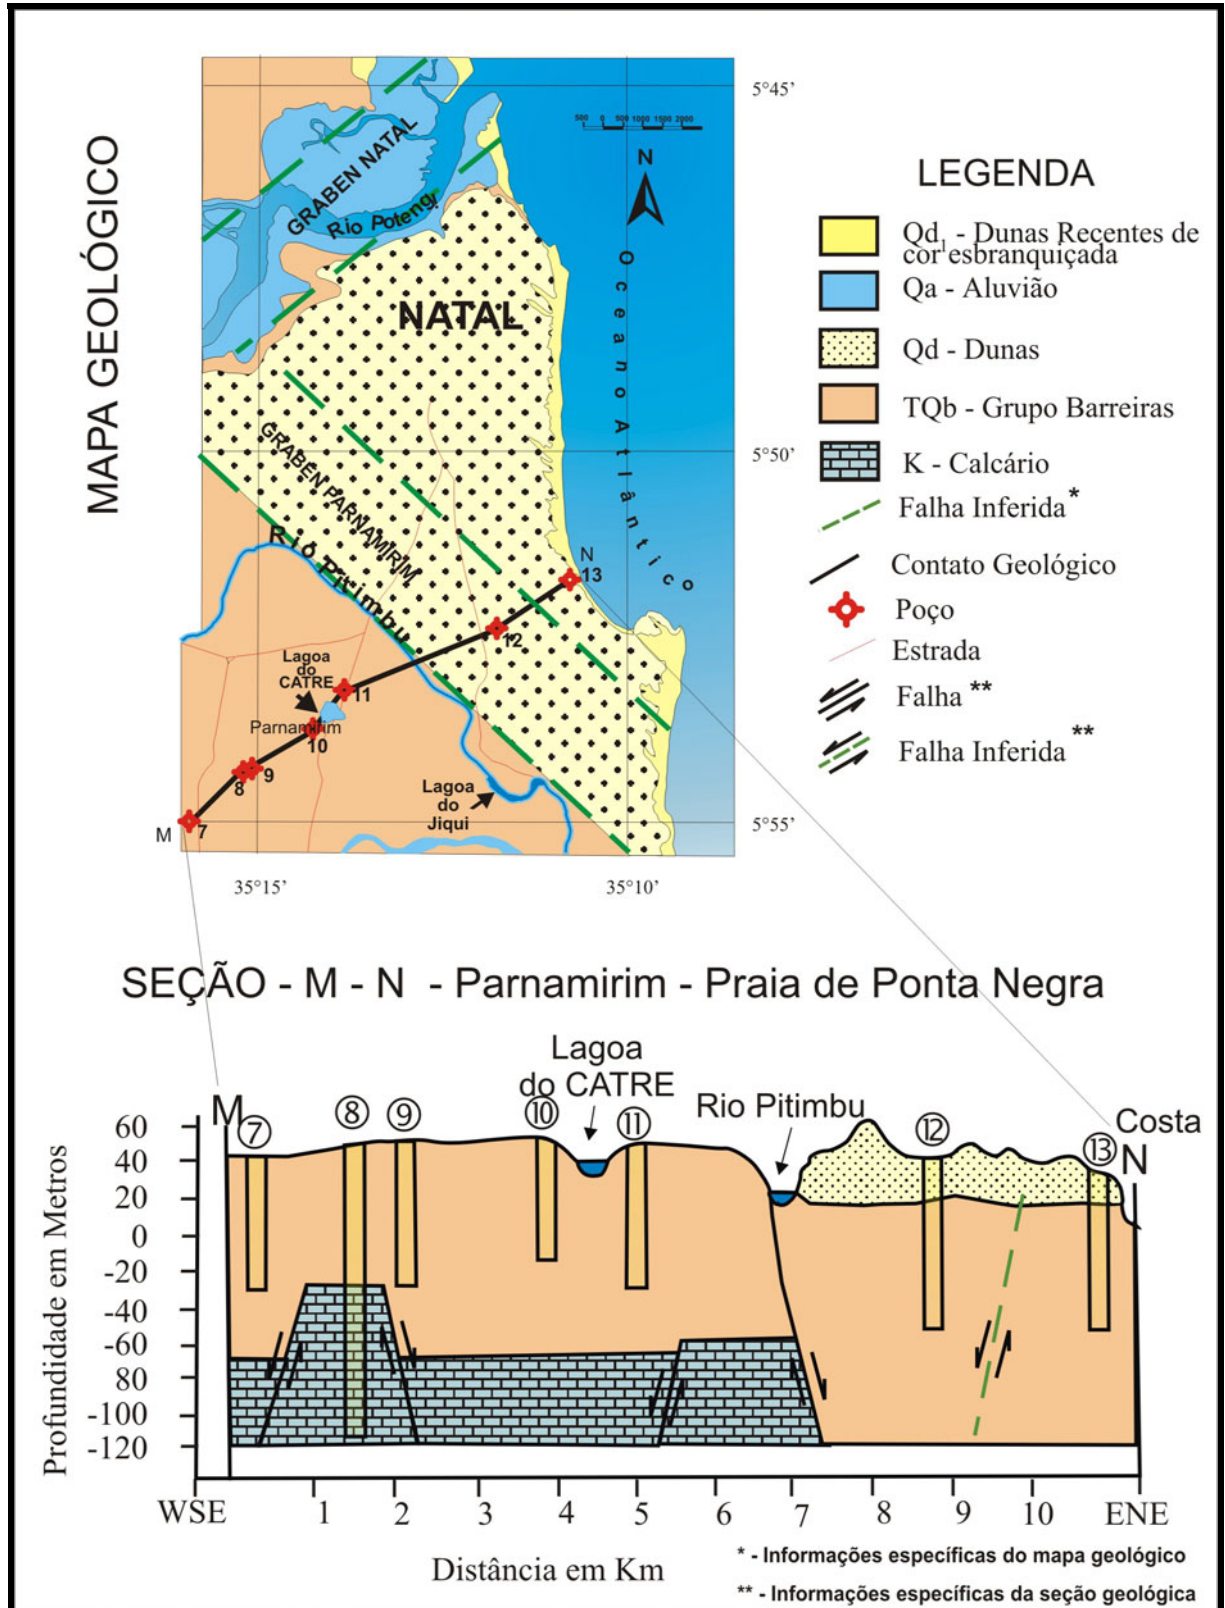 MAPA GEOLÓGICO
5°45'
5°50'
5°55'
35°15'
35°10'
500 0 500 1000 1500 2000
N
GRABEN NATAL
Rio Potengi
NATAL
Oceano Atlântico
GRABEN PARNAMIRIM
Rio Pitimbu
N
13
12
11
Lagoa
do
CATRE
Parnamirim
10
9
8
7
M
Lagoa
do
Jiqui
LEGENDA
Qd1 - Dunas Recentes de
cor esbranquiçada
Qa - Aluvião
Qd - Dunas
TQb - Grupo Barreiras
K - Calcário
Falha Inferida *
Contato Geológico
Poço
Estrada
Falha **
Falha Inferida **
SEÇÃO - M - N - Parnamirim - Praia de Ponta Negra
Lagoa
do CATRE
Rio Pitimbu
Costa
M
N
⑦ ⑧ ⑨ ⑩ ⑪ ⑫ ⑬
Profundidade em Metros
60
40
20
0
-20
-40
-60
80
-100
-120
WSE 1 2 3 4 5 6 7 8 9 10 ENE
Distância em Km
* - Informações específicas do mapa geológico
** - Informações específicas da seção geológica